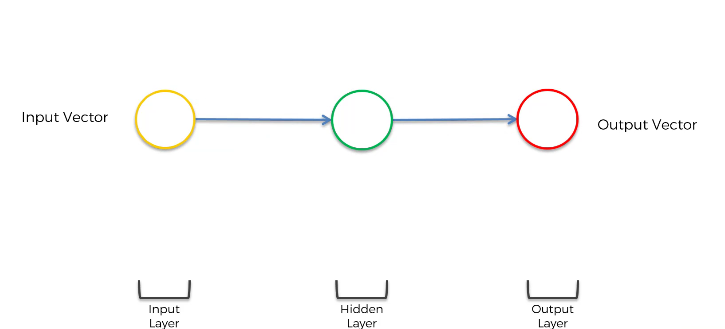 Input Vector
Output Vector
Input
Layer
Hidden
Layer
Output
Layer